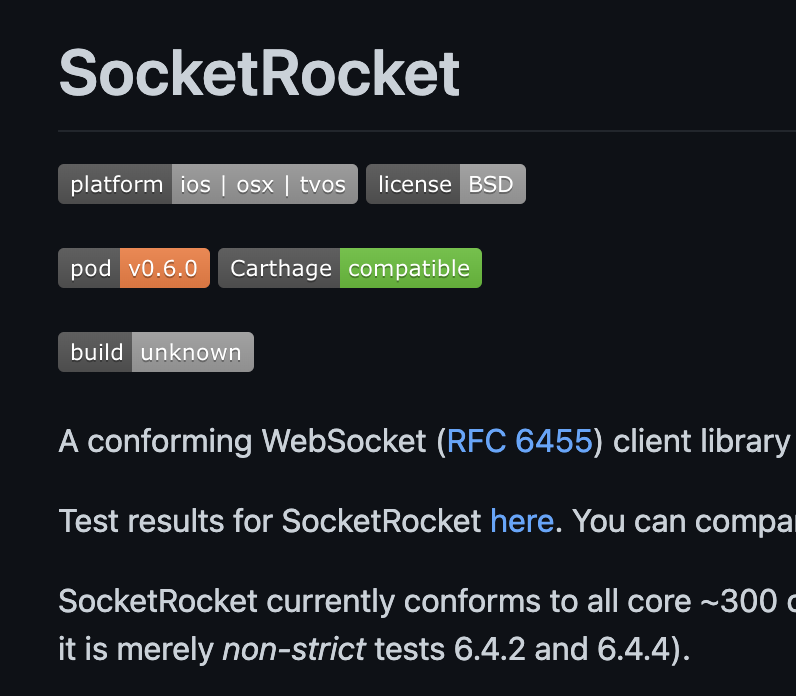 SocketRocket
platform ios | osx | tvos license BSD
pod v0.6.0 Carthage compatible
build unknown
A conforming WebSocket (RFC 6455) client library
Test results for SocketRocket here. You can compa
SocketRocket currently conforms to all core ~300
it is merely non-strict tests 6.4.2 and 6.4.4).